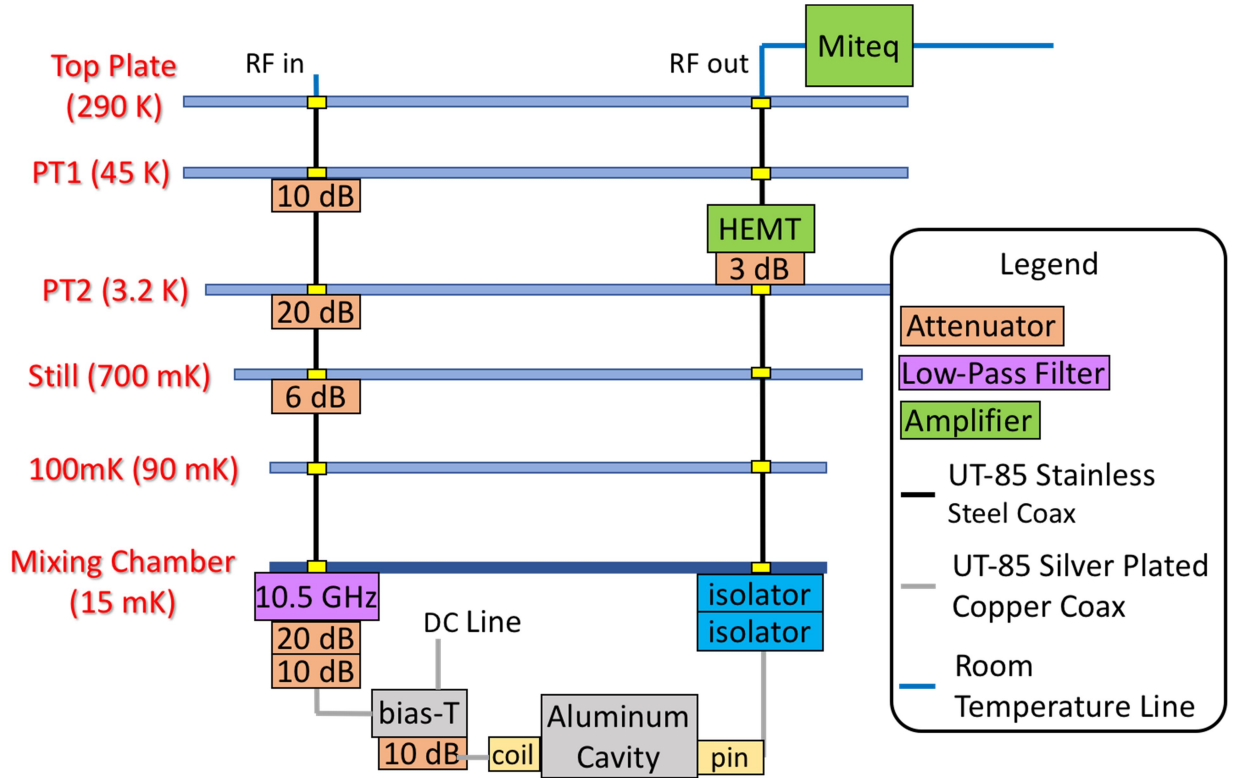 Top Plate
(290 K)
RF in
RF out
Miteq
PT1 (45 K)
10 dB
HEMT
3 dB
PT2 (3.2 K)
20 dB
Still (700 mK)
6 dB
100mK (90 mK)
Mixing Chamber
(15 mK)
10.5 GHz
20 dB
10 dB
DC Line
isolator
isolator
bias-T
10 dB
coil
Aluminum
Cavity
pin
Legend
Attenuator
Low-Pass Filter
Amplifier
UT-85 Stainless
Steel Coax
UT-85 Silver Plated
Copper Coax
Room
Temperature Line